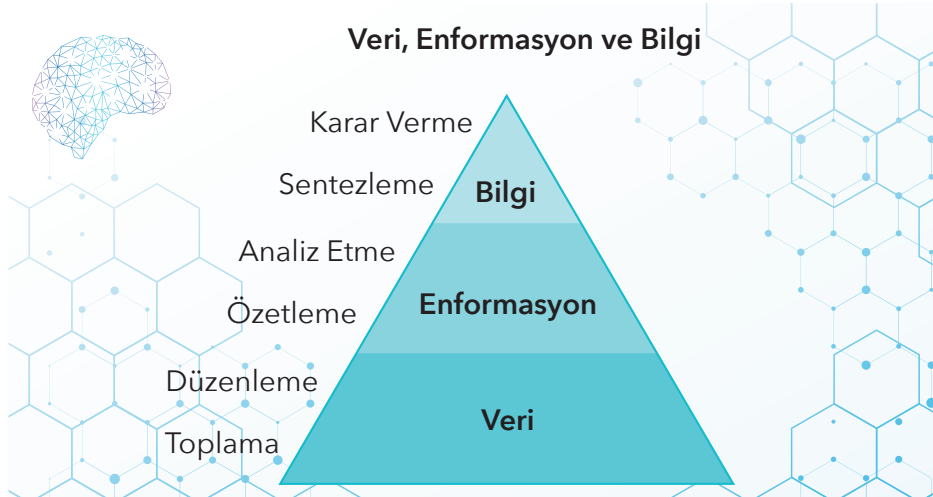 Veri, Enformasyon ve Bilgi
Karar Verme
Sentezleme
Bilgi
Analiz Etme
Enformasyon
Özetleme
Düzenleme
Veri
Toplama